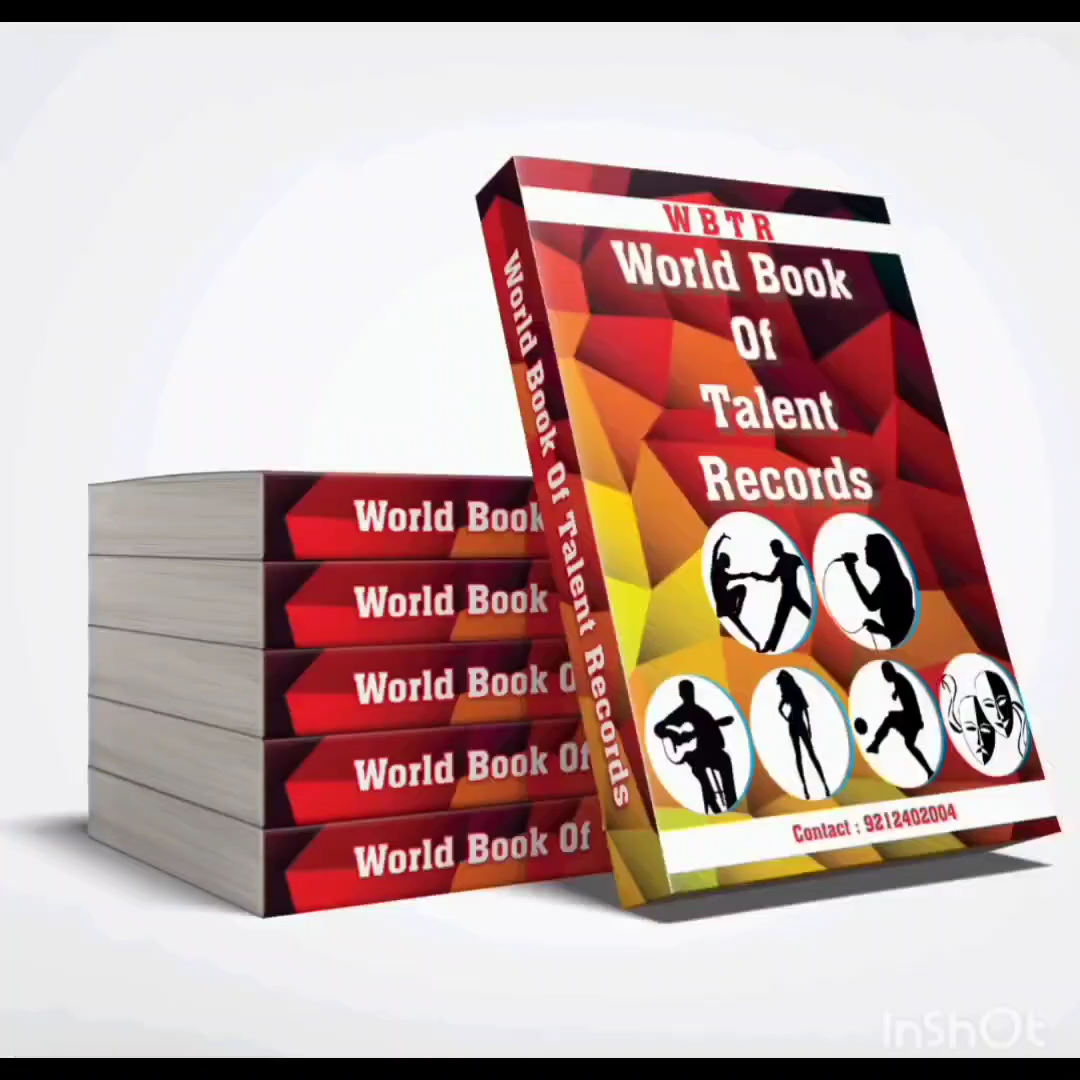 WBTR
World Book
Of
Talent
Records
Contact : 9212402004
World Book Of Talent Records
World Book
World Book
World Book O
World Book Of
World Book Of
InShOt